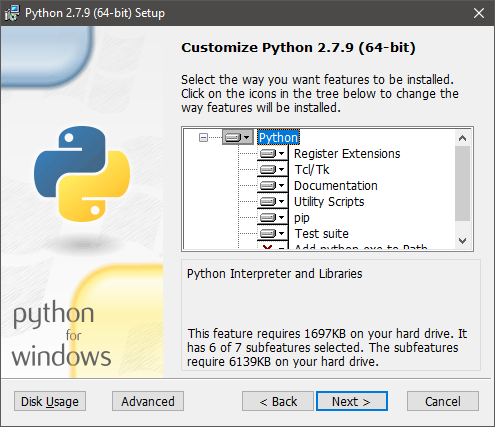 Python 2.7.9 (64-bit) Setup
Customize Python 2.7.9 (64-bit)
Select the way you want features to be installed.
Click on the icons in the tree below to change the
way features will be installed.
Python
Register Extensions
Tcl/Tk
Documentation
Utility Scripts
pip
Test suite
Add python.exe to Path
Python Interpreter and Libraries
This feature requires 1697KB on your hard drive. It
has 6 of 7 subfeatures selected. The subfeatures
require 6139KB on your hard drive.
python
for
windows
Disk Usage
Advanced
< Back
Next >
Cancel